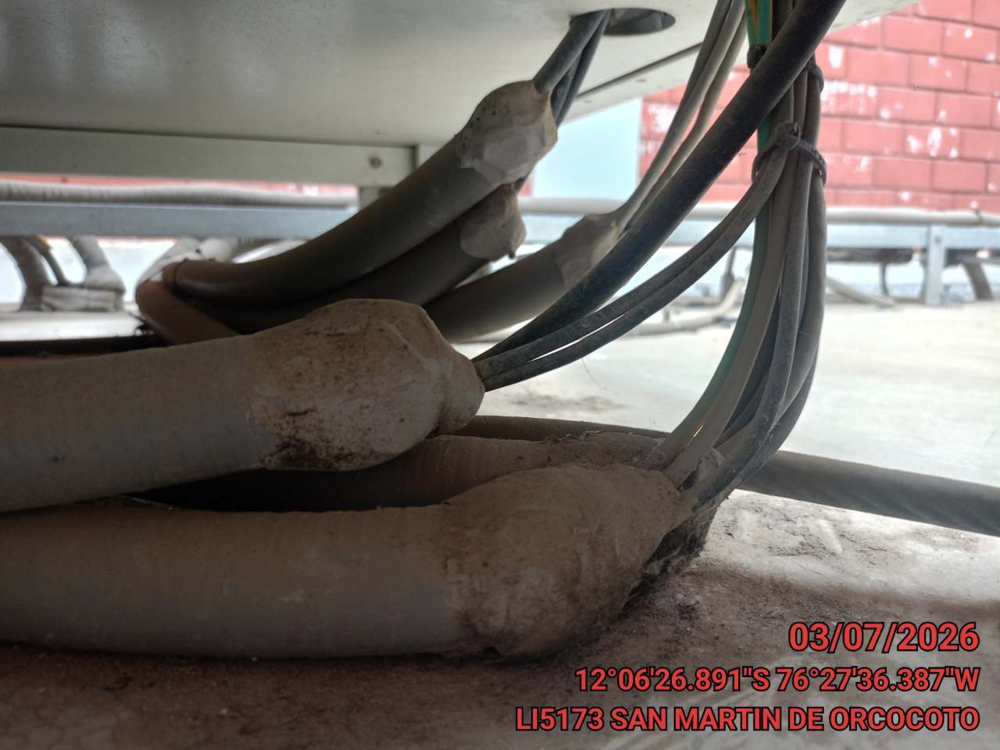 03/07/2026
12°06'26.891"S 76°27'36.387"W
LI5173 SAN MARTIN DE ORCOCOTO